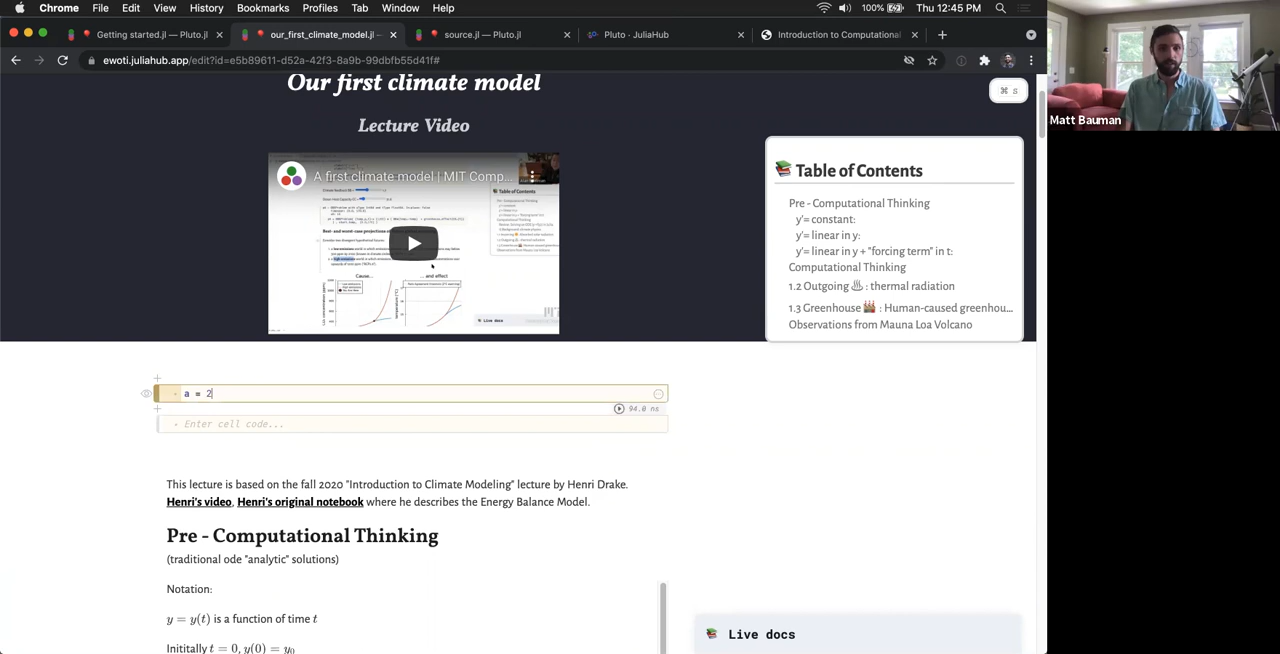 Chrome File Edit View History Bookmarks Profiles Tab Window Help 100% Thu 12:45 PM
Getting started.jl — Pluto.jl × our_first_climate_model.jl × source.jl — Pluto.jl × Pluto · JuliaHub × Introduction to Computational × +
ewoti.juliahub.app/edit?id=e5b89611-d52a-42f3-8a9b-99dbfb55d41f#
Matt Bauman
Our first climate model
⌘ S
Lecture Video
A first climate model | MIT Comp...
Table of Contents
Pre - Computational Thinking
y'= constant:
y'= linear in y:
y'= linear in y + "forcing term" in t:
Computational Thinking
1.2 Outgoing ♨ : thermal radiation
1.3 Greenhouse 🏭 : Human-caused greenhou...
Observations from Mauna Loa Volcano
Cause...
... and effect
Live docs
a = 2
94.0 ns
Enter cell code...
This lecture is based on the fall 2020 "Introduction to Climate Modeling" lecture by Henri Drake.
Henri's video, Henri's original notebook where he describes the Energy Balance Model.
Pre - Computational Thinking
(traditional ode "analytic" solutions)
Notation:
y = y(t) is a function of time t
Inititally t = 0, y(0) = y₀
Live docs